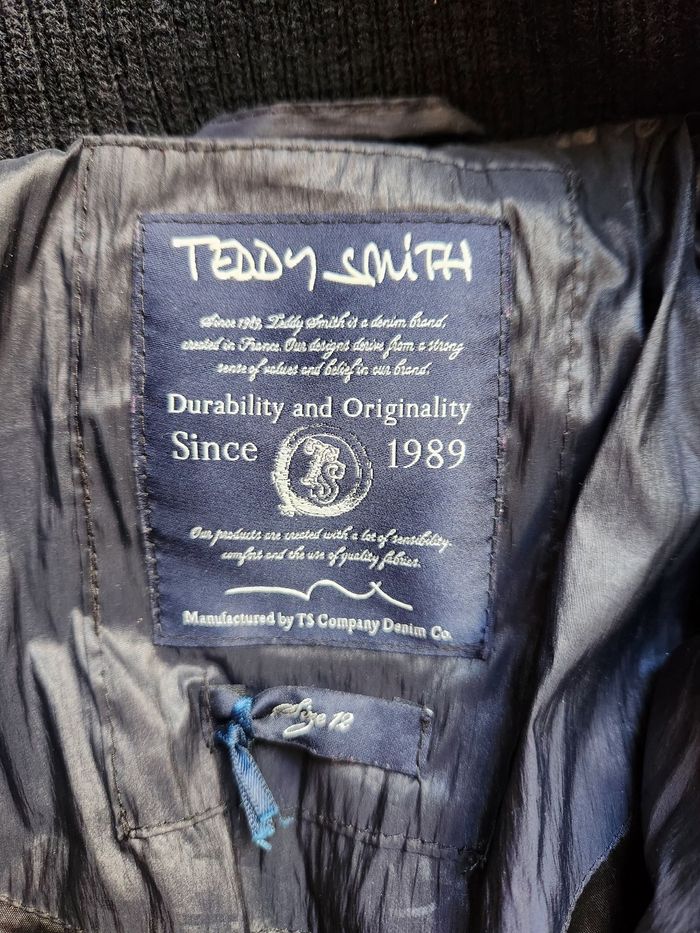 TEDDY SMITH
Since 1989, Teddy Smith is a denim brand,
created in France. Our designs derive from a strong
sense of values and belief in our brand.
Durability and Originality
Since TS 1989
Our products are created with a lot of sensibility.
comfort and the use of quality fabrics.
Manufactured by TS Company Denim Co.
Size 12